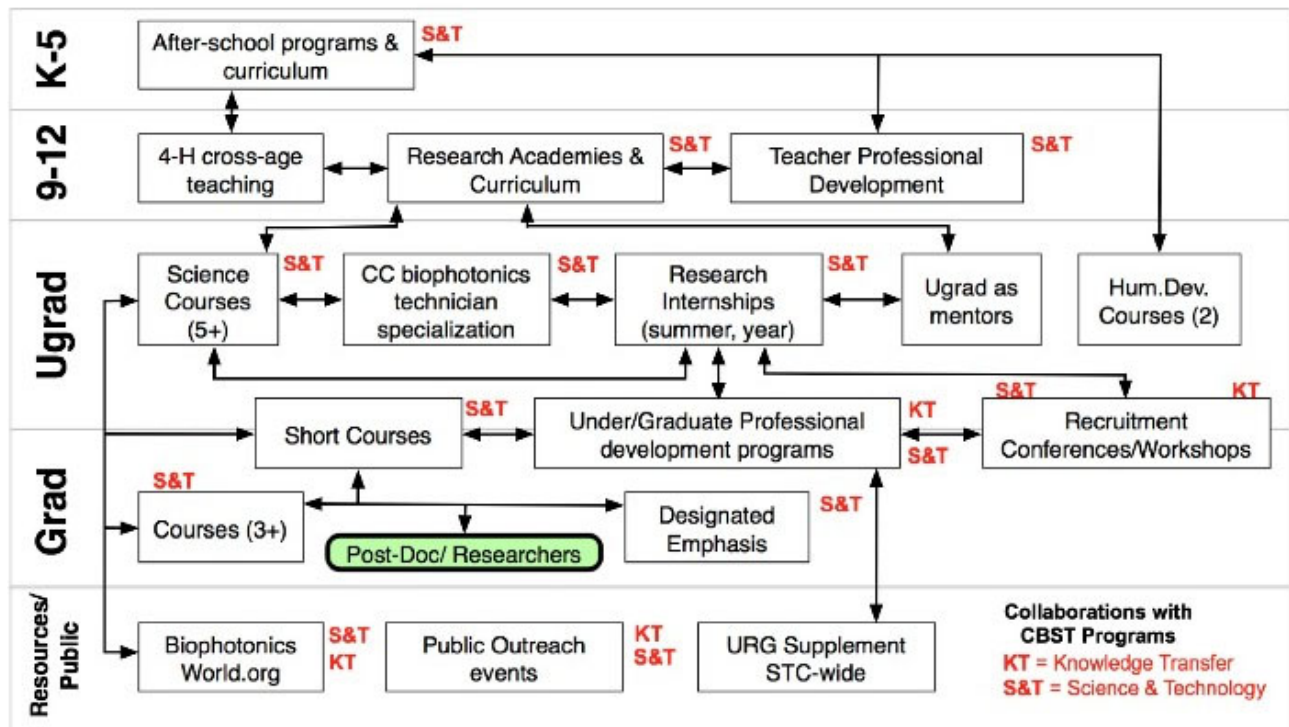 K-5
After-school programs &
curriculum
S&T
9-12
4-H cross-age
teaching
Research Academies &
Curriculum
S&T
Teacher Professional
Development
S&T
Ugrad
Science
Courses
(5+)
S&T
CC biophotonics
technician
specialization
S&T
Research
Internships
(summer, year)
S&T
Ugrad as
mentors
Hum.Dev.
Courses (2)
Short Courses
S&T
Under/Graduate Professional
development programs
KT
S&T
S&T
KT
Recruitment
Conferences/Workshops
Grad
S&T
Courses (3+)
Post-Doc/ Researchers
Designated
Emphasis
S&T
Resources/
Public
Biophotonics
World.org
S&T
KT
Public Outreach
events
KT
S&T
URG Supplement
STC-wide
Collaborations with
CBST Programs
KT = Knowledge Transfer
S&T = Science & Technology